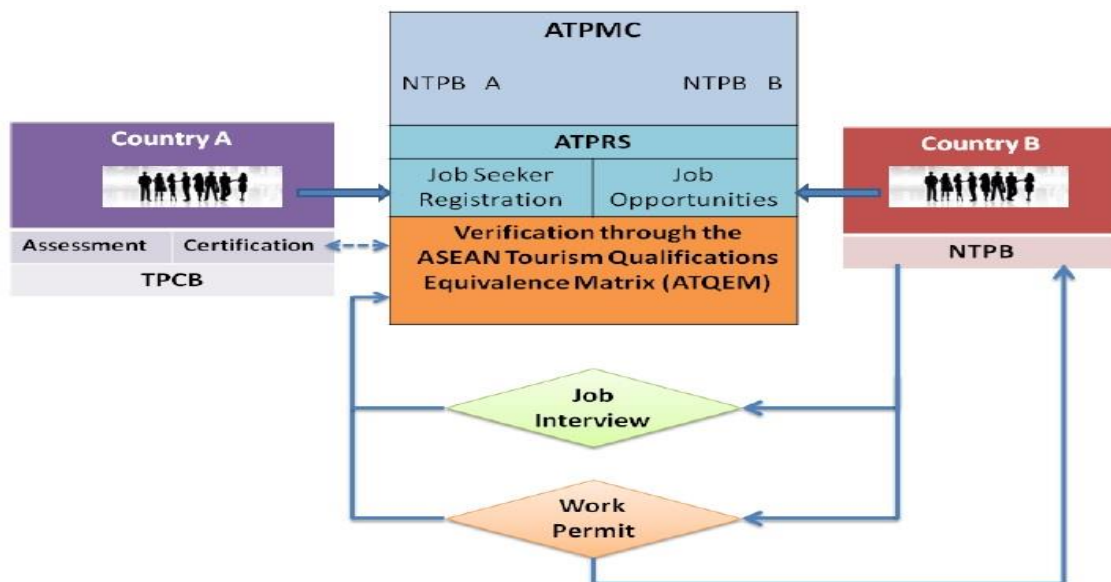 ATPMC
NTPB A
NTPB B
Country A
Assessment
Certification
TPCB
ATPRS
Job Seeker
Registration
Job
Opportunities
Verification through the
ASEAN Tourism Qualifications
Equivalence Matrix (ATQEM)
Country B
NTPB
Job
Interview
Work
Permit